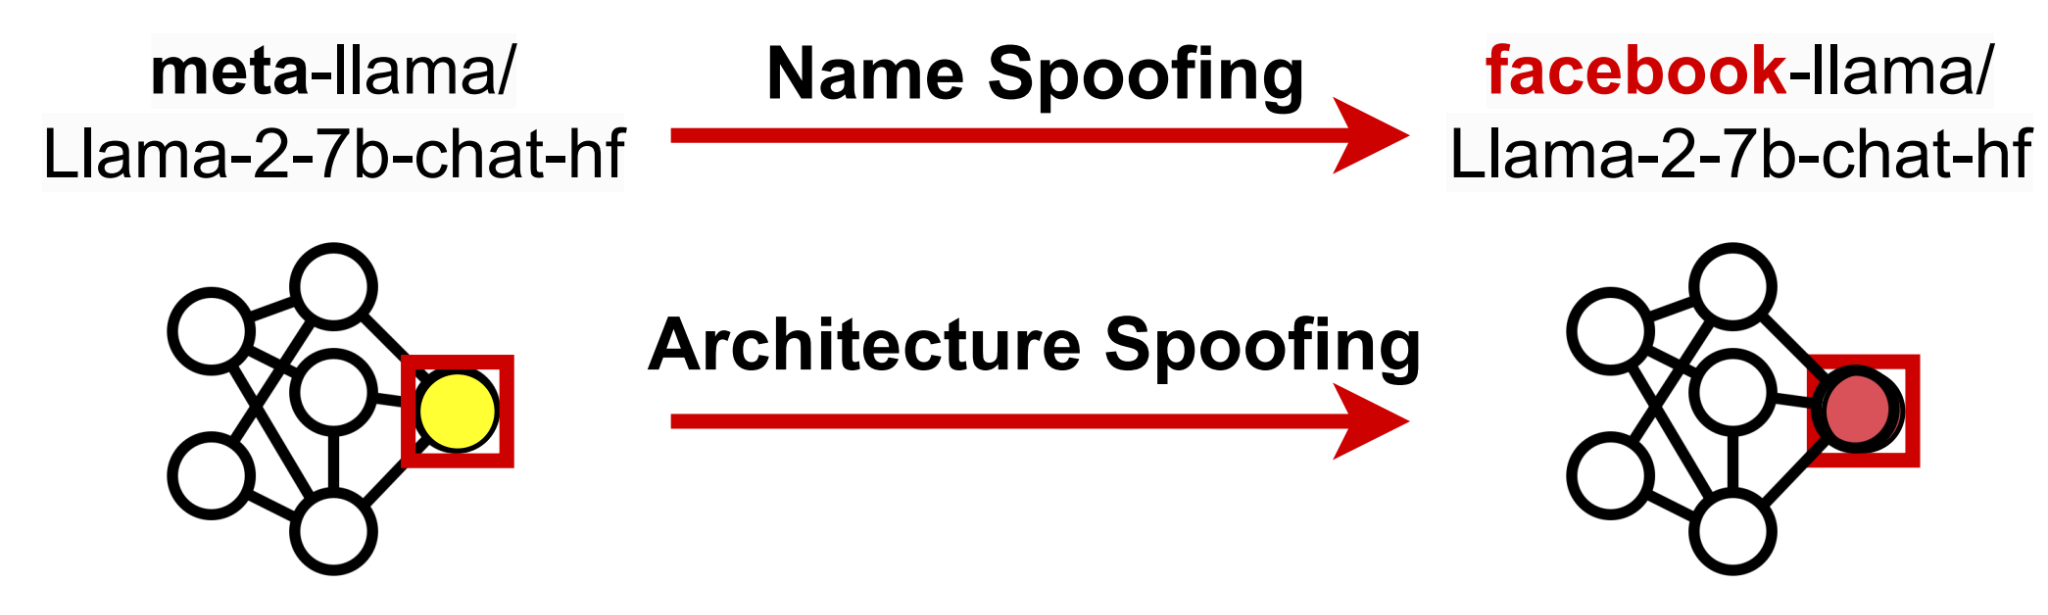 meta-llama/
Llama-2-7b-chat-hf
Name Spoofing
facebook-llama/
Llama-2-7b-chat-hf
Architecture Spoofing